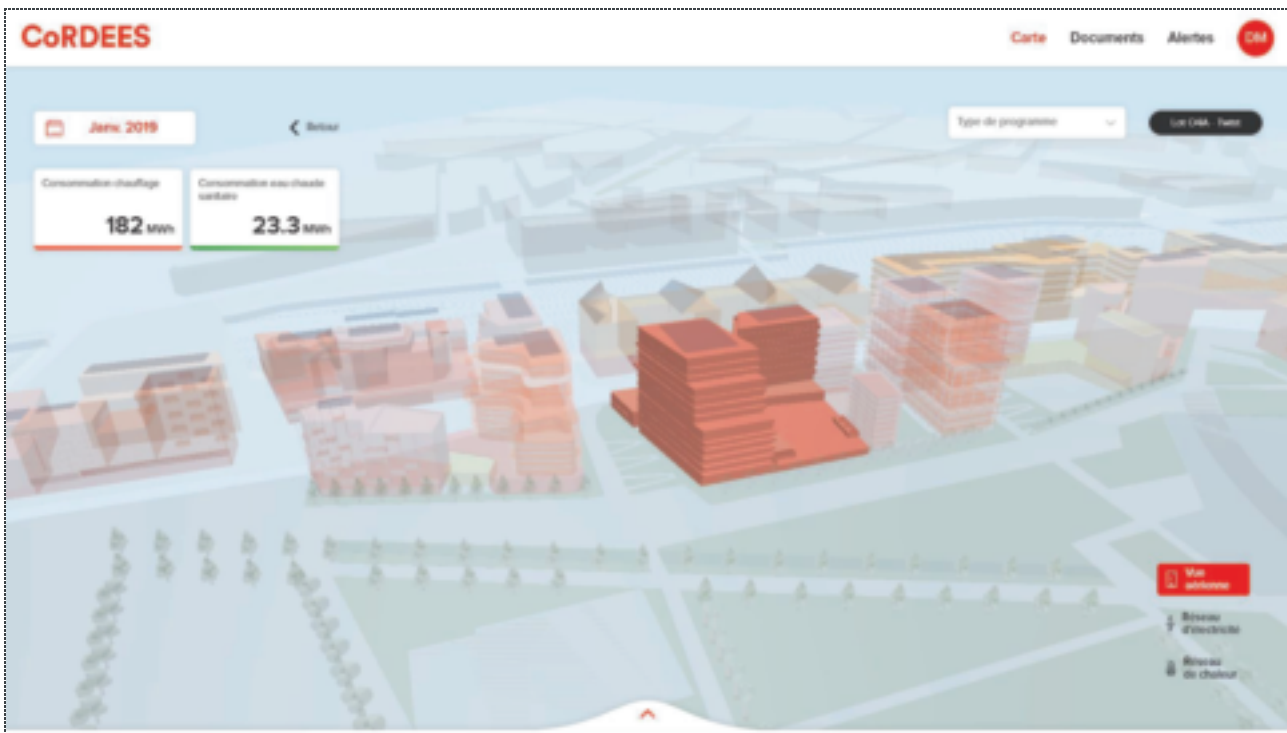 CoRDEES
Carte
Documents
Alertes
DM
Janv. 2019
Retour
Type de programme
Consommation chauffage
182 MWh
Consommation eau chaude
sanitaire
23.3 MWh
Vue
aérienne
Réseau
d'électricité
Réseau
de chaleur